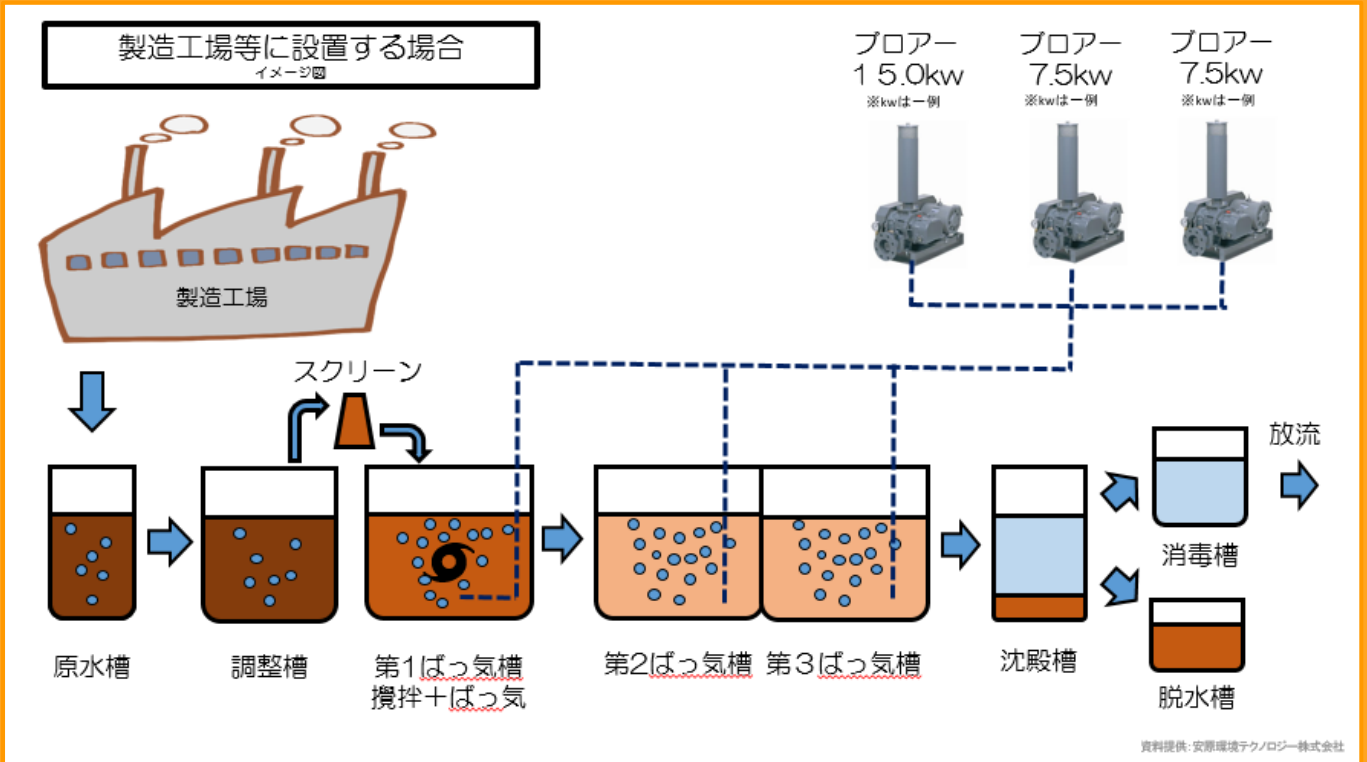 製造工場等に設置する場合
イメージ図
ブロアー
15.0kw
※kwは一例
ブロアー
7.5kw
※kwは一例
ブロアー
7.5kw
※kwは一例
製造工場
スクリーン
放流
原水槽
調整槽
第1ばっ気槽
攪拌+ばっ気
第2ばっ気槽
第3ばっ気槽
沈殿槽
消毒槽
脱水槽
資料提供:安原環境テクノロジー株式会社